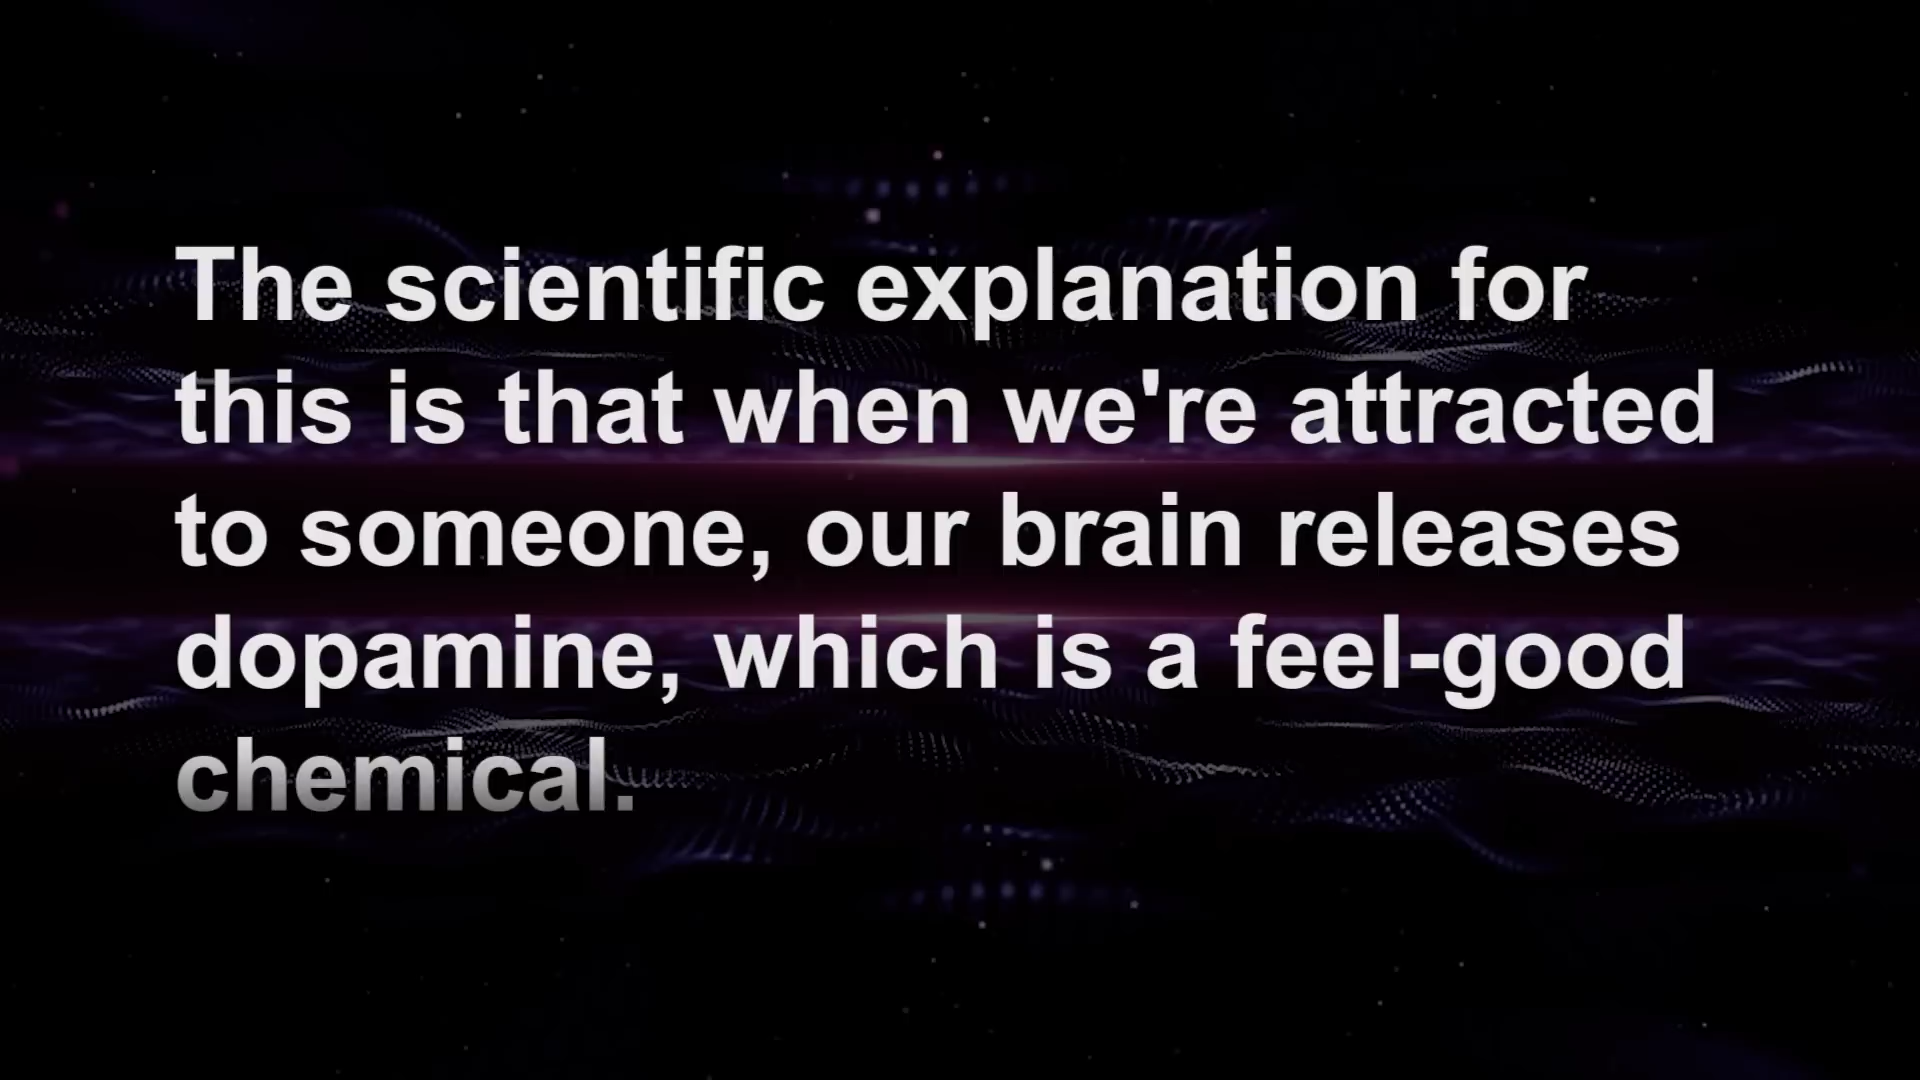 The scientific explanation for
this is that when we're attracted
to someone, our brain releases
dopamine, which is a feel-good
chemical.